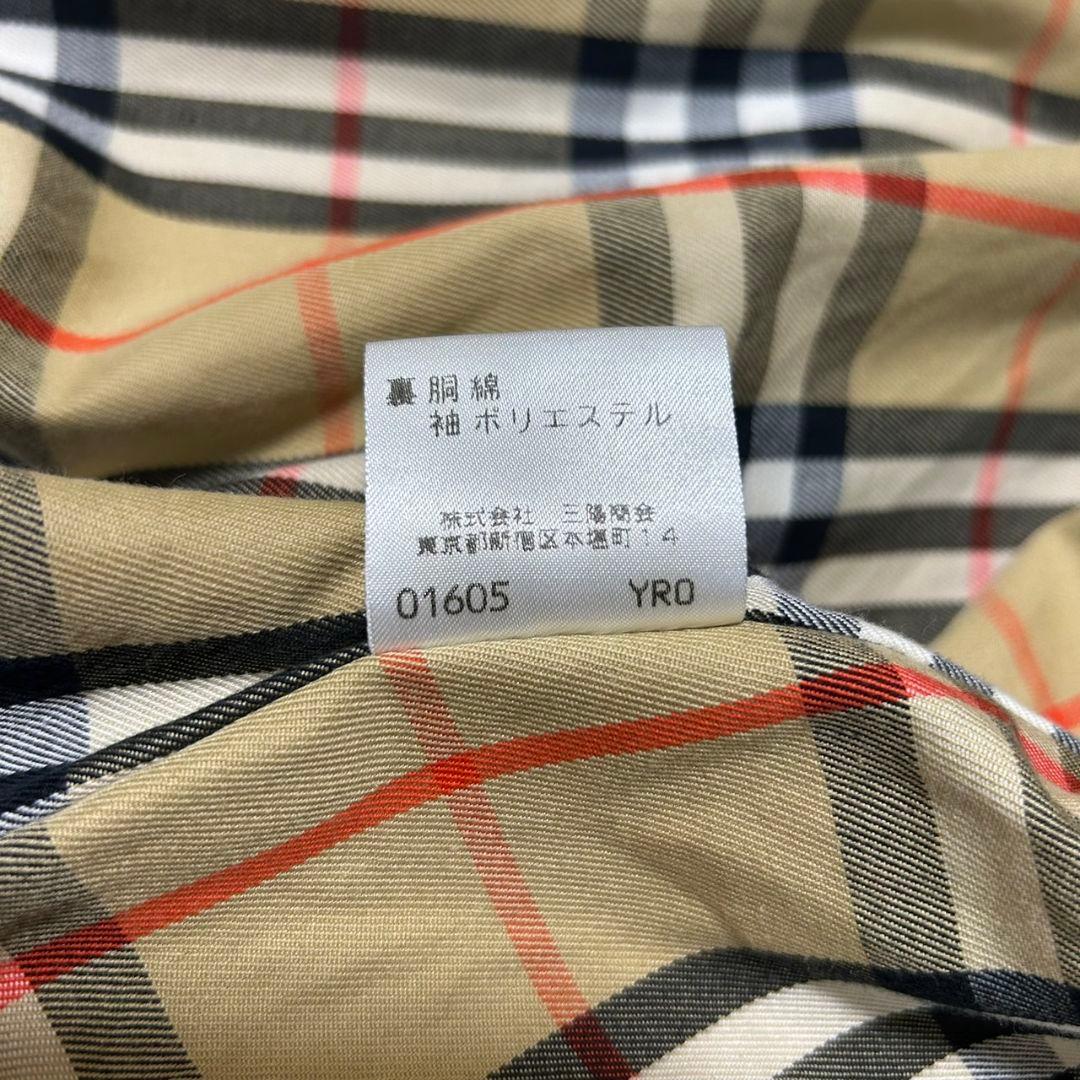 裏 胴 綿
袖 ポリエステル
株式会社 三陽商会
東京都新宿区本塩町14
01605 YRO